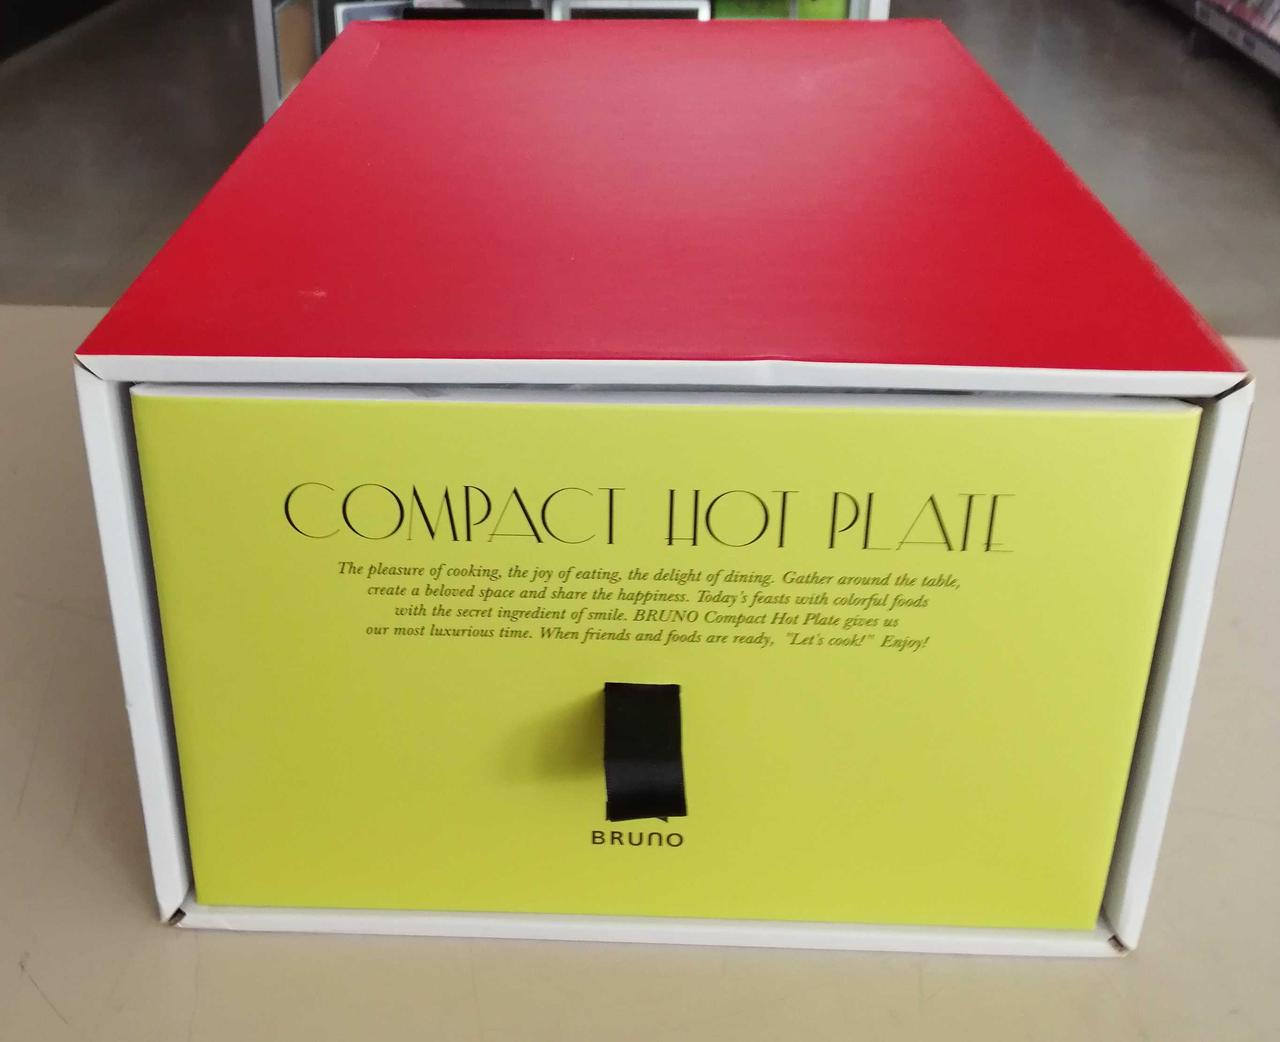 COMPACT HOT PLATE
The pleasure of cooking, the joy of eating, the delight of dining. Gather around the table,
create a beloved space and share the happiness. Today's feasts with colorful foods
with the secret ingredient of smile. BRUNO Compact Hot Plate gives us
our most luxurious time. When friends and foods are ready, "Let's cook!" Enjoy!
BRUNO